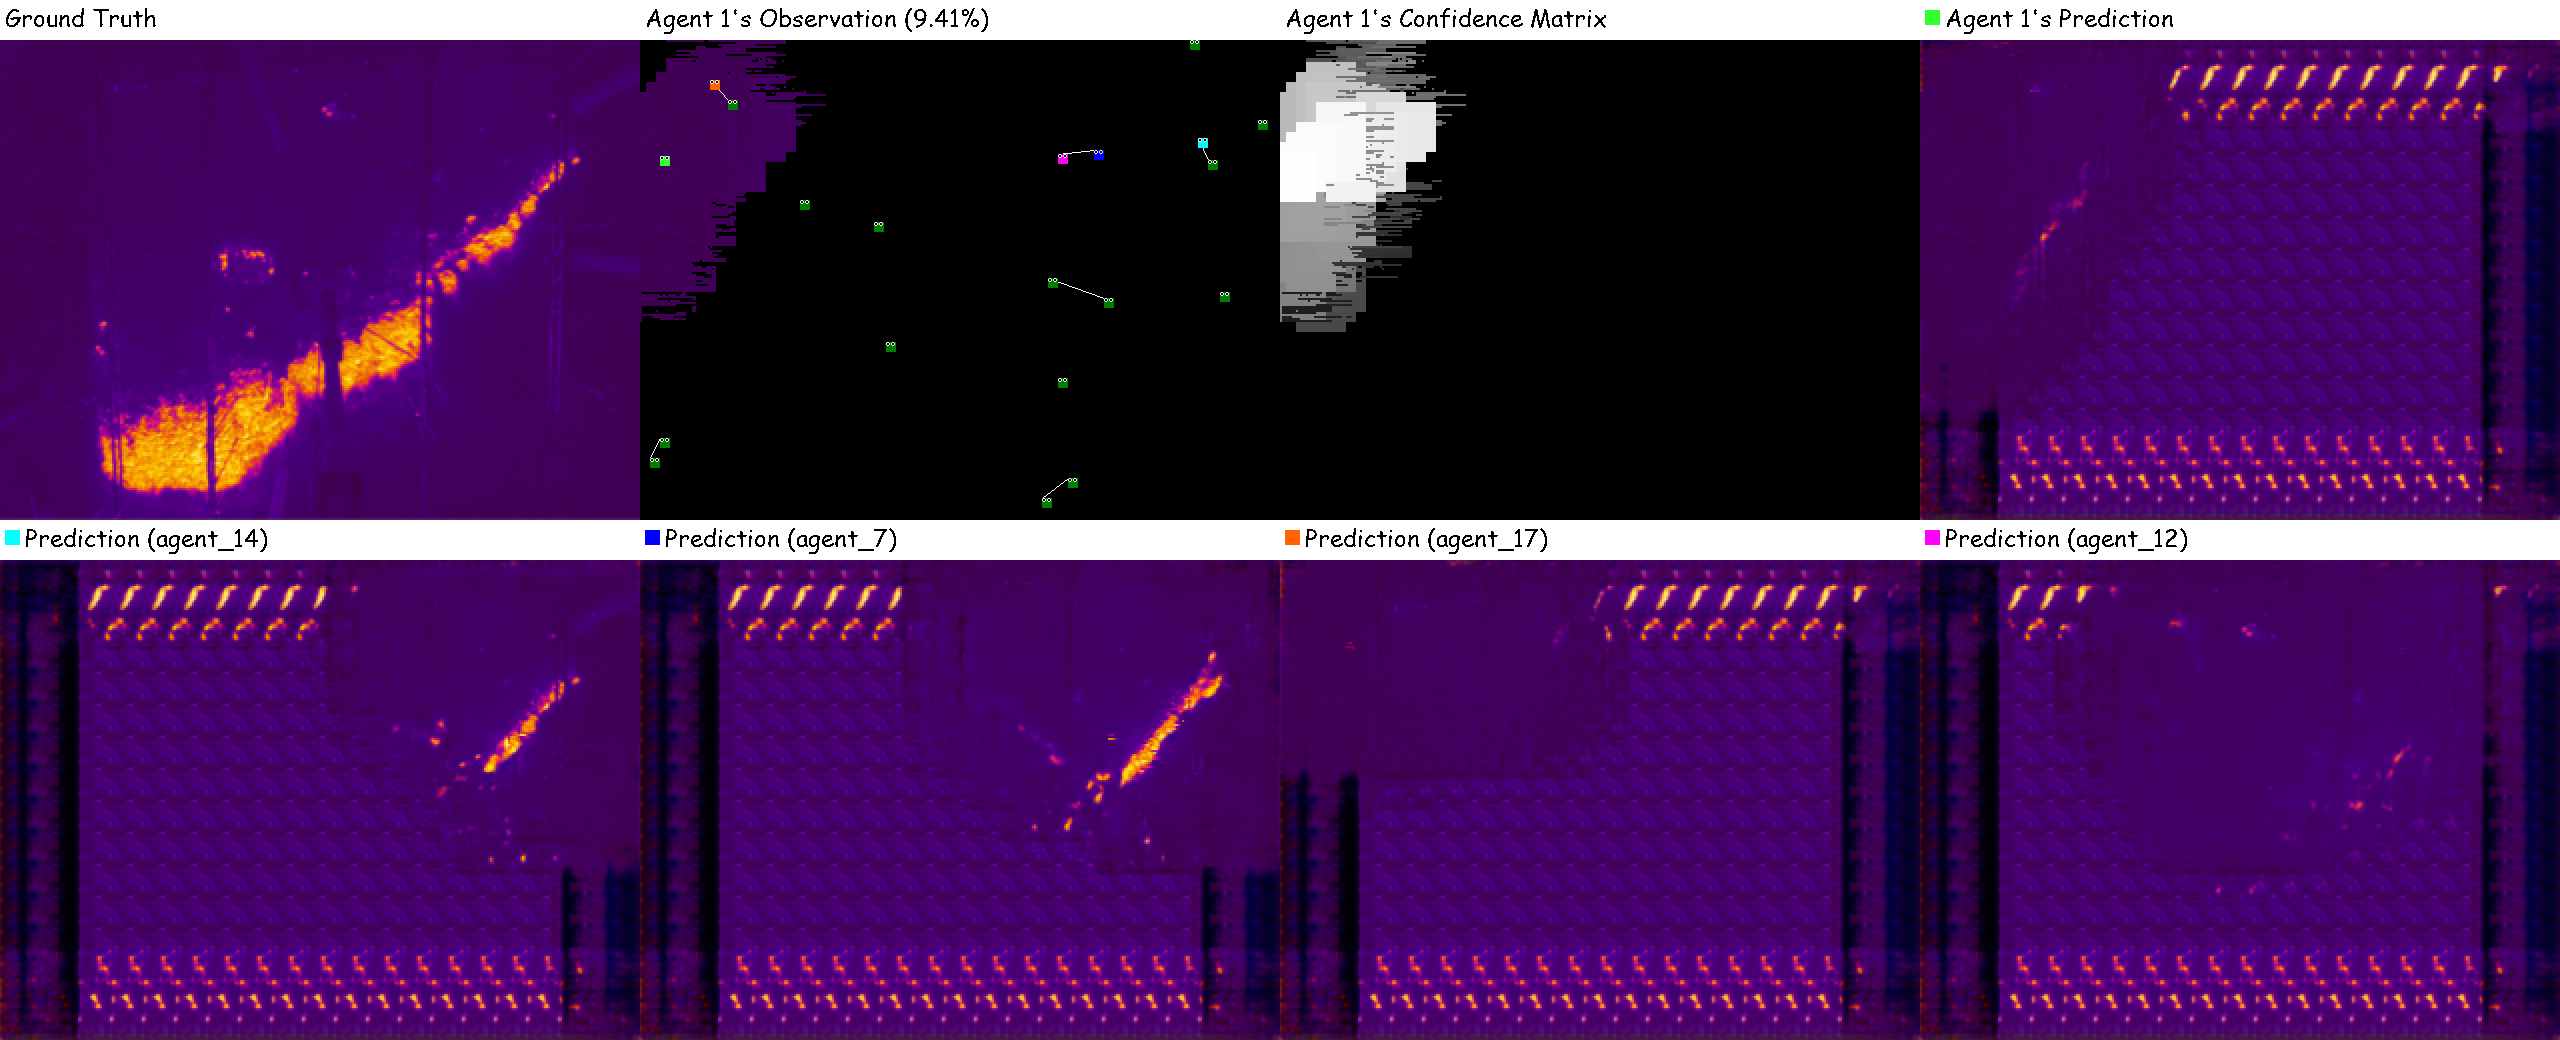 Ground Truth
Agent 1's Observation (9.41%)
Agent 1's Confidence Matrix
Agent 1's Prediction
Prediction (agent_14)
Prediction (agent_7)
Prediction (agent_17)
Prediction (agent_12)